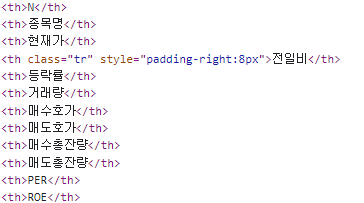 <th>N</th>
<th>종목명</th>
<th>현재가</th>
<th class="tr" style="padding-right:8px">전일비</th>
<th>등락률</th>
<th>거래량</th>
<th>매수호가</th>
<th>매도호가</th>
<th>매수총잔량</th>
<th>매도총잔량</th>
<th>PER</th>
<th>ROE</th>